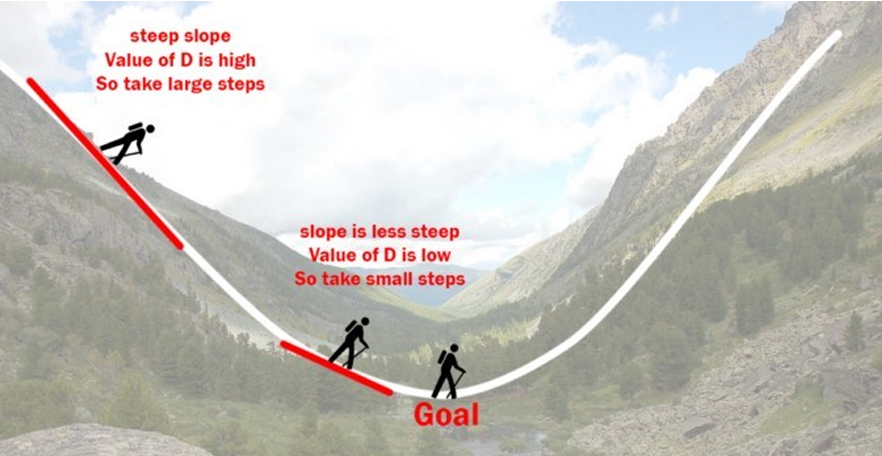 steep slope
Value of D is high
So take large steps
slope is less steep
Value of D is low
So take small steps
Goal